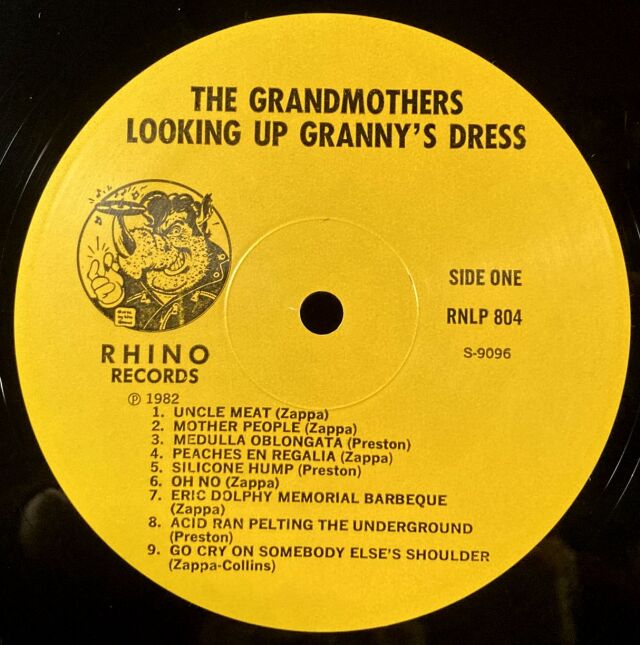 THE GRANDMOTHERS
LOOKING UP GRANNY'S DRESS
SIDE ONE
RNLP 804
S-9096
RHINO
RECORDS
℗ 1982
1. UNCLE MEAT (Zappa)
2. MOTHER PEOPLE (Zappa)
3. MEDULLA OBLONGATA (Preston)
4. PEACHES EN REGALIA (Zappa)
5. SILICONE HUMP (Preston)
6. OH NO (Zappa)
7. ERIC DOLPHY MEMORIAL BARBEQUE
(Zappa)
8. ACID RAN PELTING THE UNDERGROUND
(Preston)
9. GO CRY ON SOMEBODY ELSE'S SHOULDER
(Zappa-Collins)